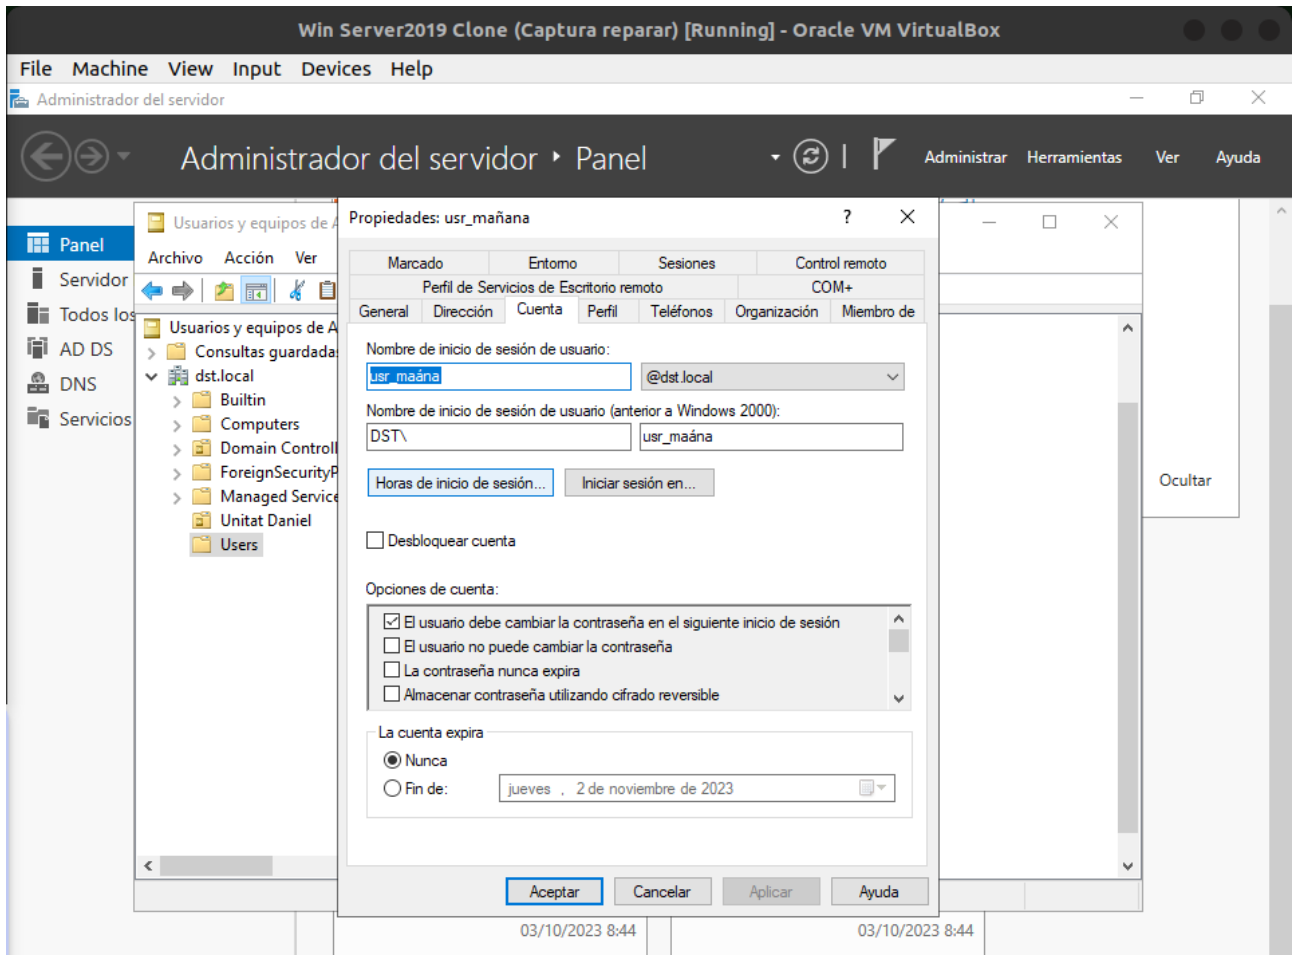 Win Server2019 Clone (Captura reparar) [Running] - Oracle VM VirtualBox
File Machine View Input Devices Help
Administrador del servidor
Administrador del servidor Panel
Administrar Herramientas Ver Ayuda
Panel
Servidor
Todos los
AD DS
DNS
Servicios
Usuarios y equipos de A
Archivo Acción Ver
Usuarios y equipos de A
Consultas guardada
dst.local
Builtin
Computers
Domain Controll
ForeignSecurityP
Managed Service
Unitat Daniel
Users
Propiedades: usr_mañana
?
Marcado Entorno Sesiones Control remoto
Perfil de Servicios de Escritorio remoto COM+
General Dirección Cuenta Perfil Teléfonos Organización Miembro de
Nombre de inicio de sesión de usuario:
usr_maána @dst.local
Nombre de inicio de sesión de usuario (anterior a Windows 2000):
DST\ usr_maána
Horas de inicio de sesión... Iniciar sesión en...
Desbloquear cuenta
Opciones de cuenta:
El usuario debe cambiar la contraseña en el siguiente inicio de sesión
El usuario no puede cambiar la contraseña
La contraseña nunca expira
Almacenar contraseña utilizando cifrado reversible
La cuenta expira
Nunca
Fin de: jueves , 2 de noviembre de 2023
Aceptar Cancelar Aplicar Ayuda
Ocultar
03/10/2023 8:44 03/10/2023 8:44